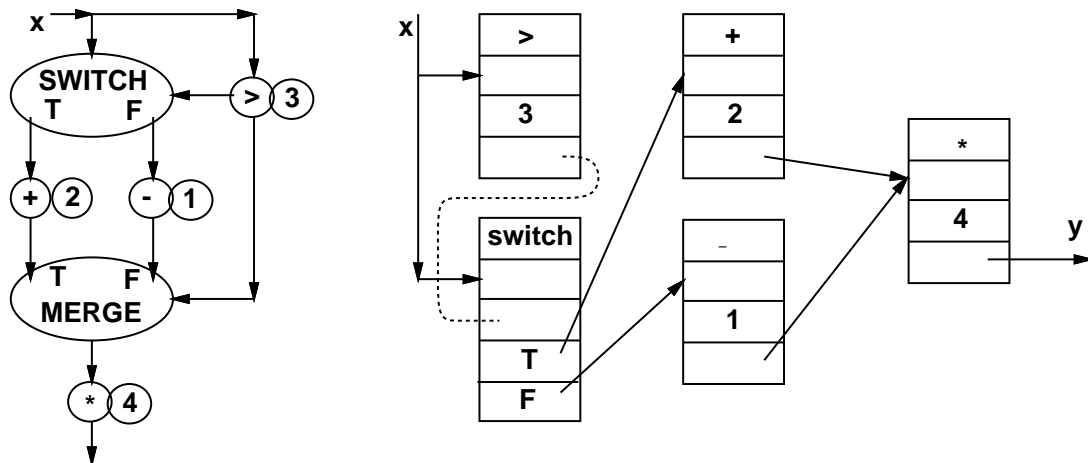 x
SWITCH
T F
> 3
+ 2
- 1
T F
MERGE
* 4
x
>
3
switch
T
F
+
2
-
1
*
4
y